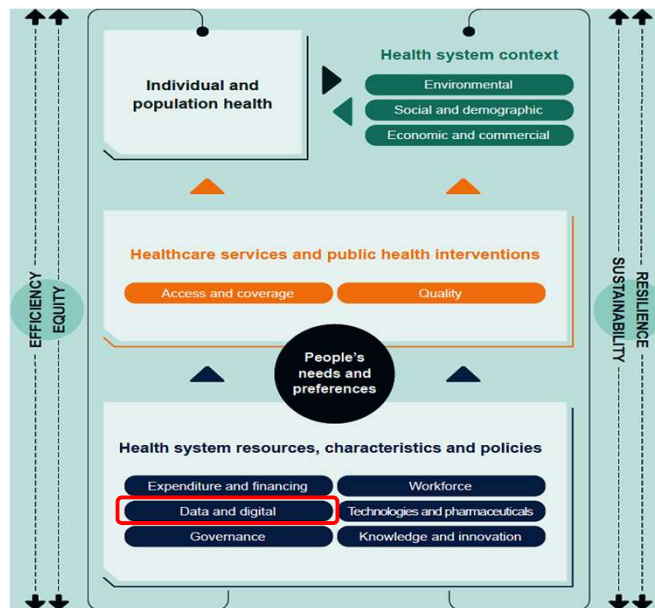 Individual and
population health
Health system context
Environmental
Social and demographic
Economic and commercial
Healthcare services and public health interventions
Access and coverage
Quality
People's
needs and
preferences
Health system resources, characteristics and policies
Expenditure and financing
Workforce
Data and digital
Technologies and pharmaceuticals
Governance
Knowledge and innovation
EFFICIENCY
EQUITY
SUSTAINABILITY
RESILIENCE